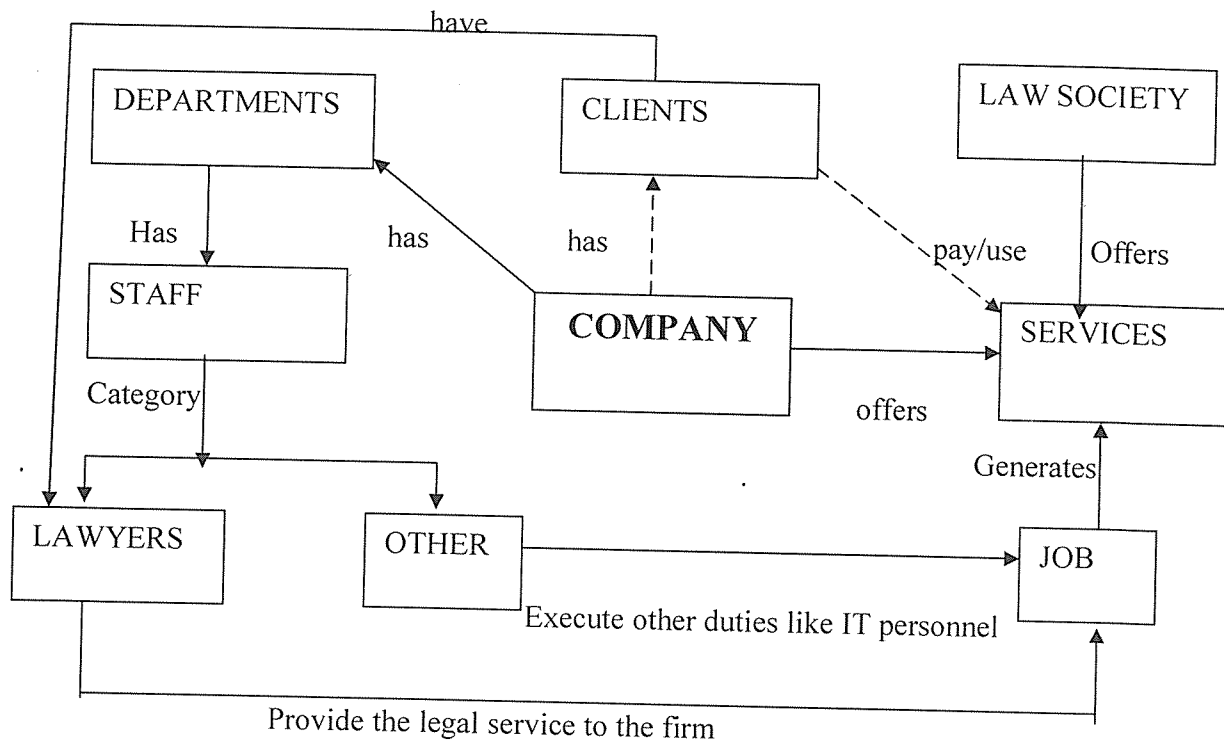 have
DEPARTMENTS
CLIENTS
LAW SOCIETY
Has
has
has
pay/use
Offers
STAFF
COMPANY
SERVICES
Category
offers
Generates
LAWYERS
OTHER
JOB
Execute other duties like IT personnel
Provide the legal service to the firm